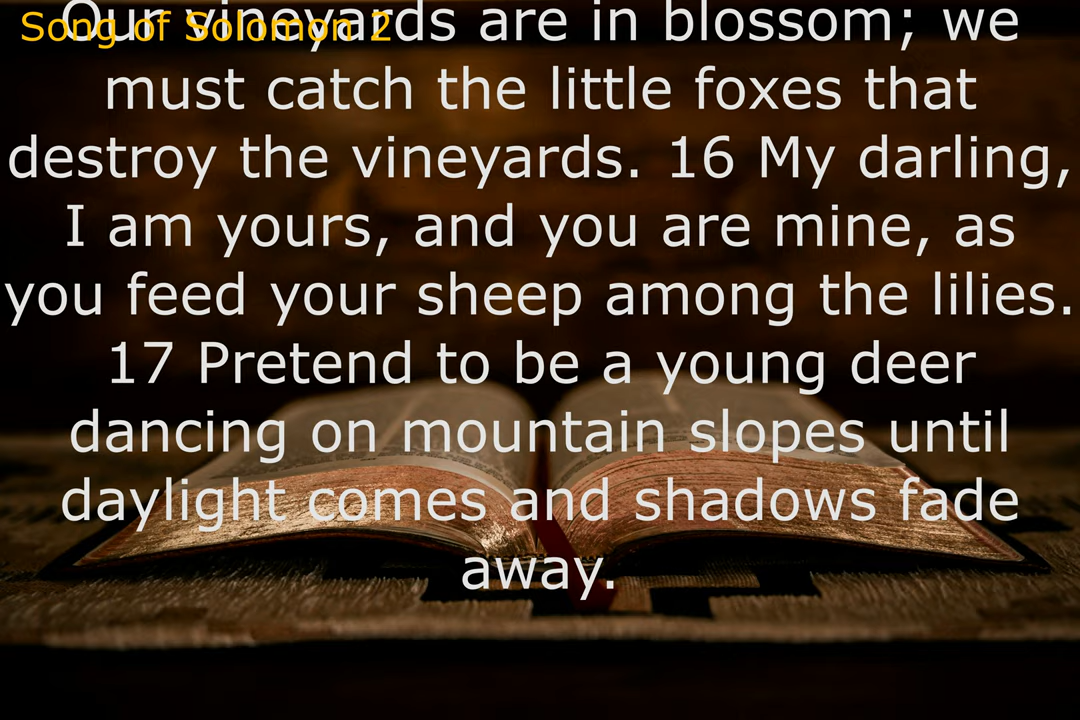 Song of Solomon 2
Our vineyards are in blossom; we
must catch the little foxes that
destroy the vineyards. 16 My darling,
I am yours, and you are mine, as
you feed your sheep among the lilies.
17 Pretend to be a young deer
dancing on mountain slopes until
daylight comes and shadows fade
away.